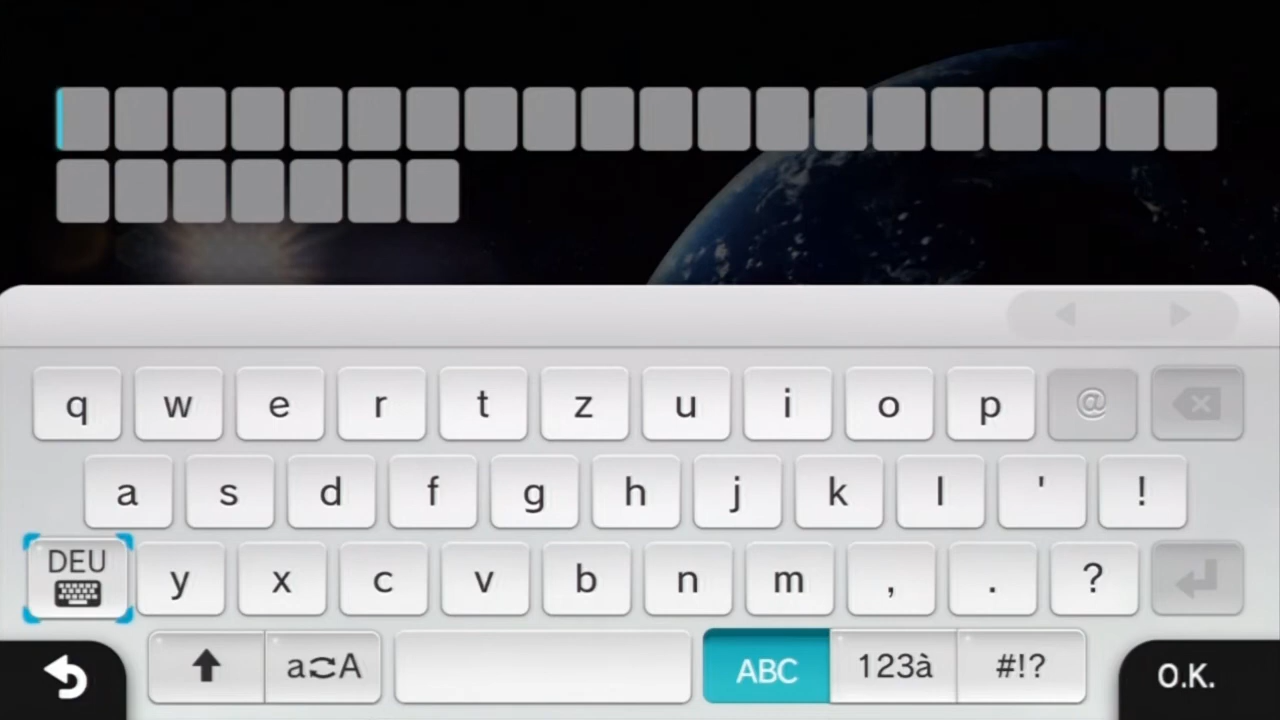 q w e r t z u i o p @
a s d f g h j k l ' !
DEU y x c v b n m , . ?
a A ABC 123à #!? O.K.